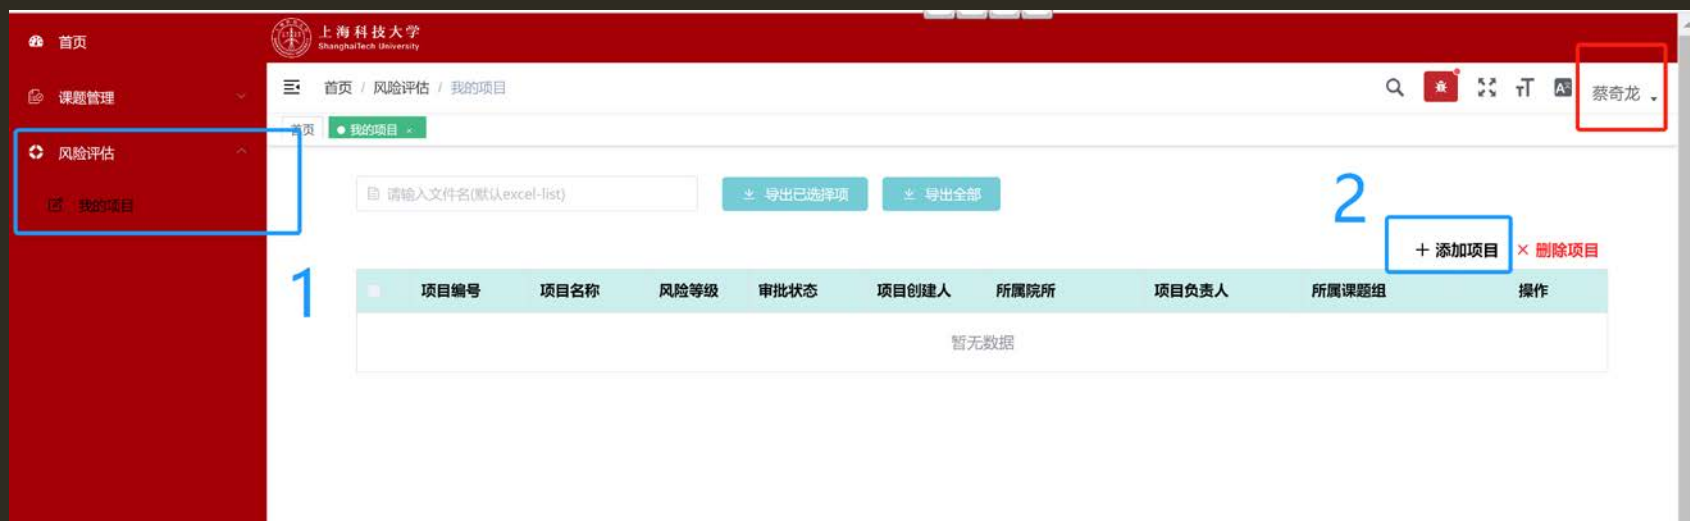 首页
上海科技大学
ShanghaiTech University
课题管理
首页 / 风险评估 / 我的项目
蔡奇龙
首页 我的项目 ×
风险评估
我的项目
请输入文件名(默认excel-list) 导出已选择项 导出全部
2
+ 添加项目 × 删除项目
1
项目编号 项目名称 风险等级 审批状态 项目创建人 所属院所 项目负责人 所属课题组 操作
暂无数据